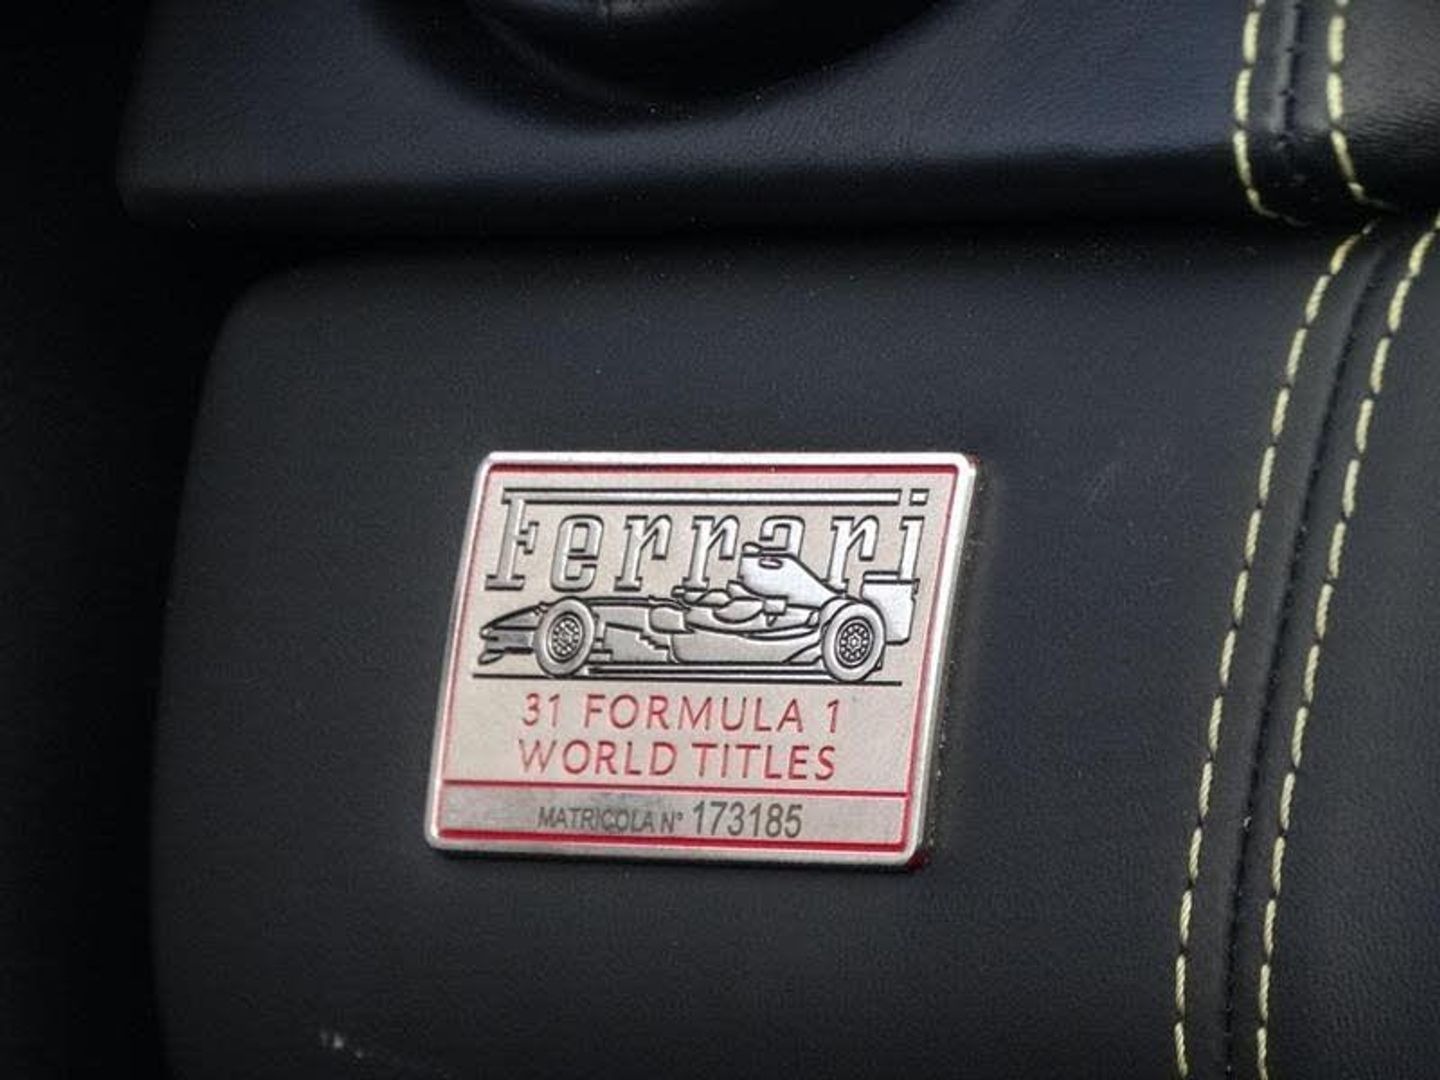 Ferrari
31 FORMULA 1
WORLD TITLES
MATRICOLA N° 173185